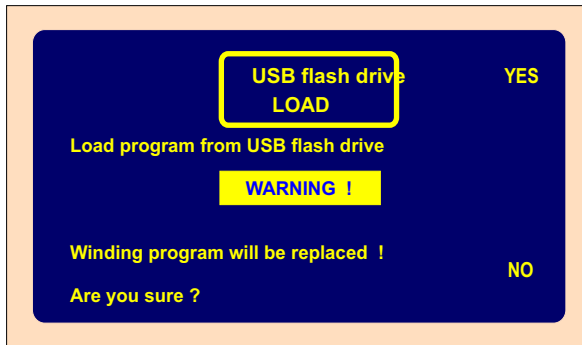 USB flash drive YES
LOAD
Load program from USB flash drive
WARNING !
Winding program will be replaced !
NO
Are you sure ?